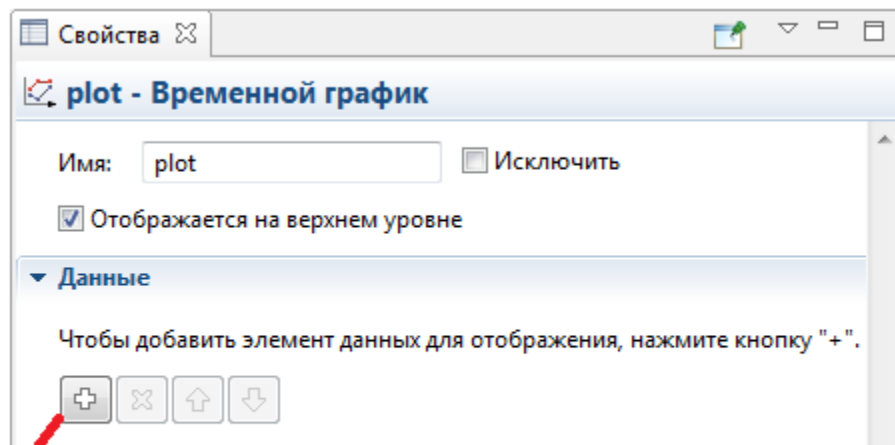 Свойства
plot - Временной график
Имя: plot Исключить
Отображается на верхнем уровне
Данные
Чтобы добавить элемент данных для отображения, нажмите кнопку "+".